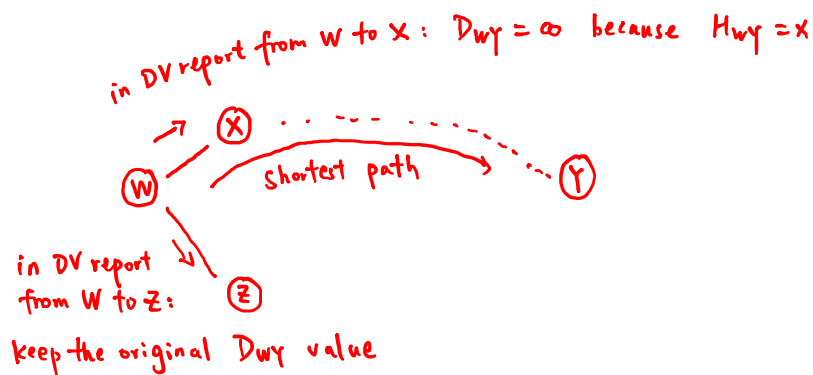 in DV report from W to X: DWY = ∞ because HWY = X
X
W
shortest path
Y
in DV report
from W to Z:
Z
keep the original DWY value